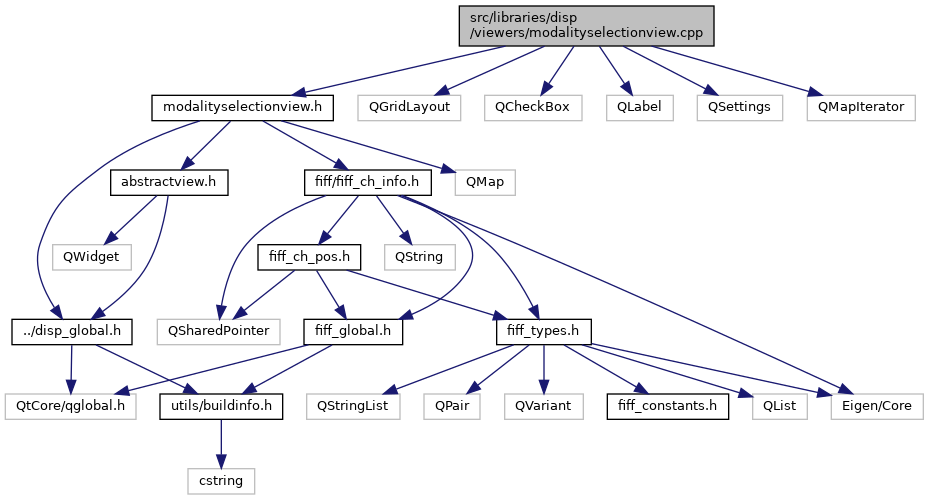 src/libraries/disp
/viewers/modalityselectionview.cpp
modalityselectionview.h
QGridLayout
QCheckBox
QLabel
QSettings
QMapIterator
abstractview.h
fiff/fiff_ch_info.h
QMap
QWidget
fiff_ch_pos.h
QString
../disp_global.h
QSharedPointer
fiff_global.h
fiff_types.h
QtCore/qglobal.h
utils/buildinfo.h
QStringList
QPair
QVariant
fiff_constants.h
QList
Eigen/Core
cstring